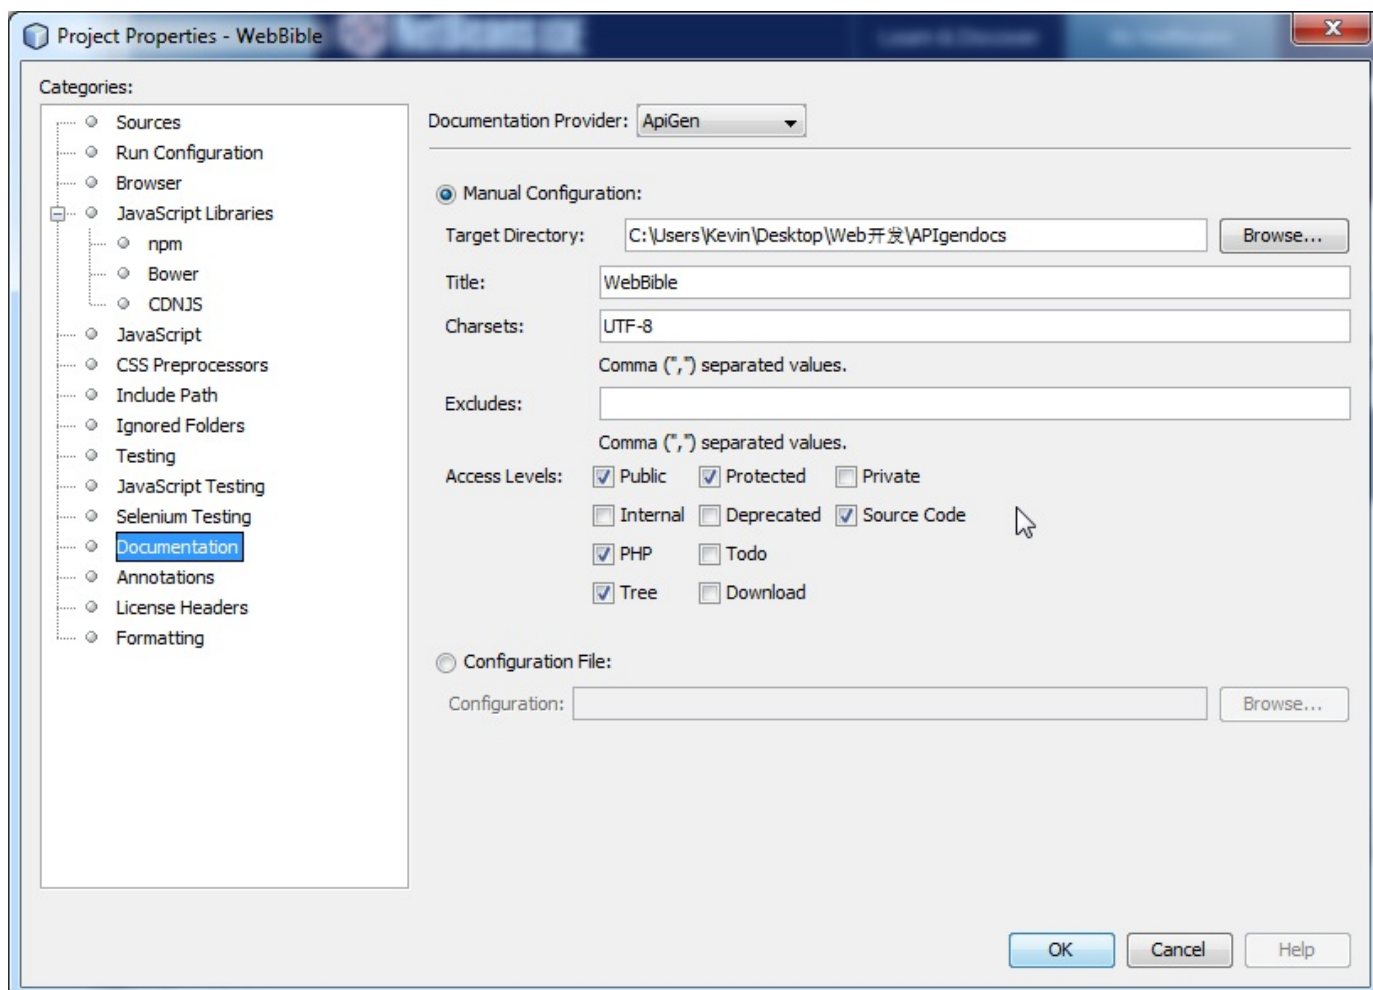 Project Properties - WebBible
Categories:
Sources
Run Configuration
Browser
JavaScript Libraries
npm
Bower
CDNJS
JavaScript
CSS Preprocessors
Include Path
Ignored Folders
Testing
JavaScript Testing
Selenium Testing
Documentation
Annotations
License Headers
Formatting
Documentation Provider: ApiGen
Manual Configuration:
Target Directory: C:\Users\Kevin\Desktop\Web开发\APIgendocs Browse...
Title: WebBible
Charsets: UTF-8
Comma (",") separated values.
Excludes:
Comma (",") separated values.
Access Levels: Public Protected Private
Internal Deprecated Source Code
PHP Todo
Tree Download
Configuration File:
Configuration: Browse...
OK Cancel Help